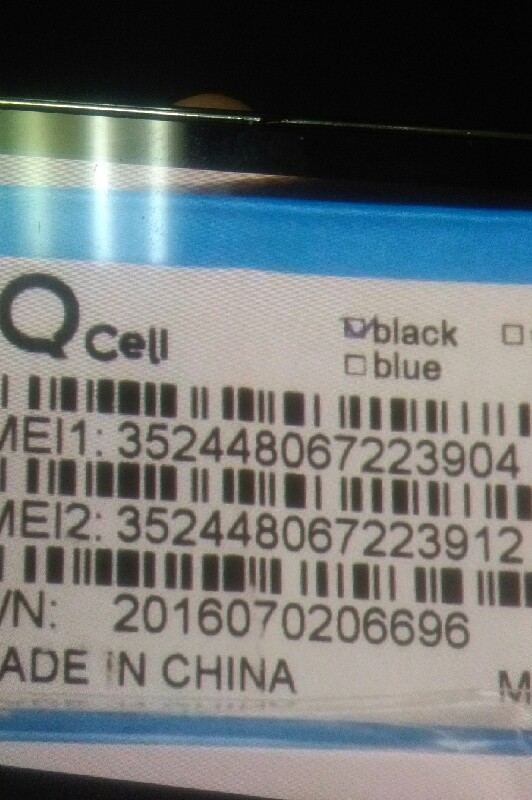 Q Cell
black
blue
MEI1: 352448067223904
MEI2: 352448067223912
/N: 2016070206696
ADE IN CHINA
M